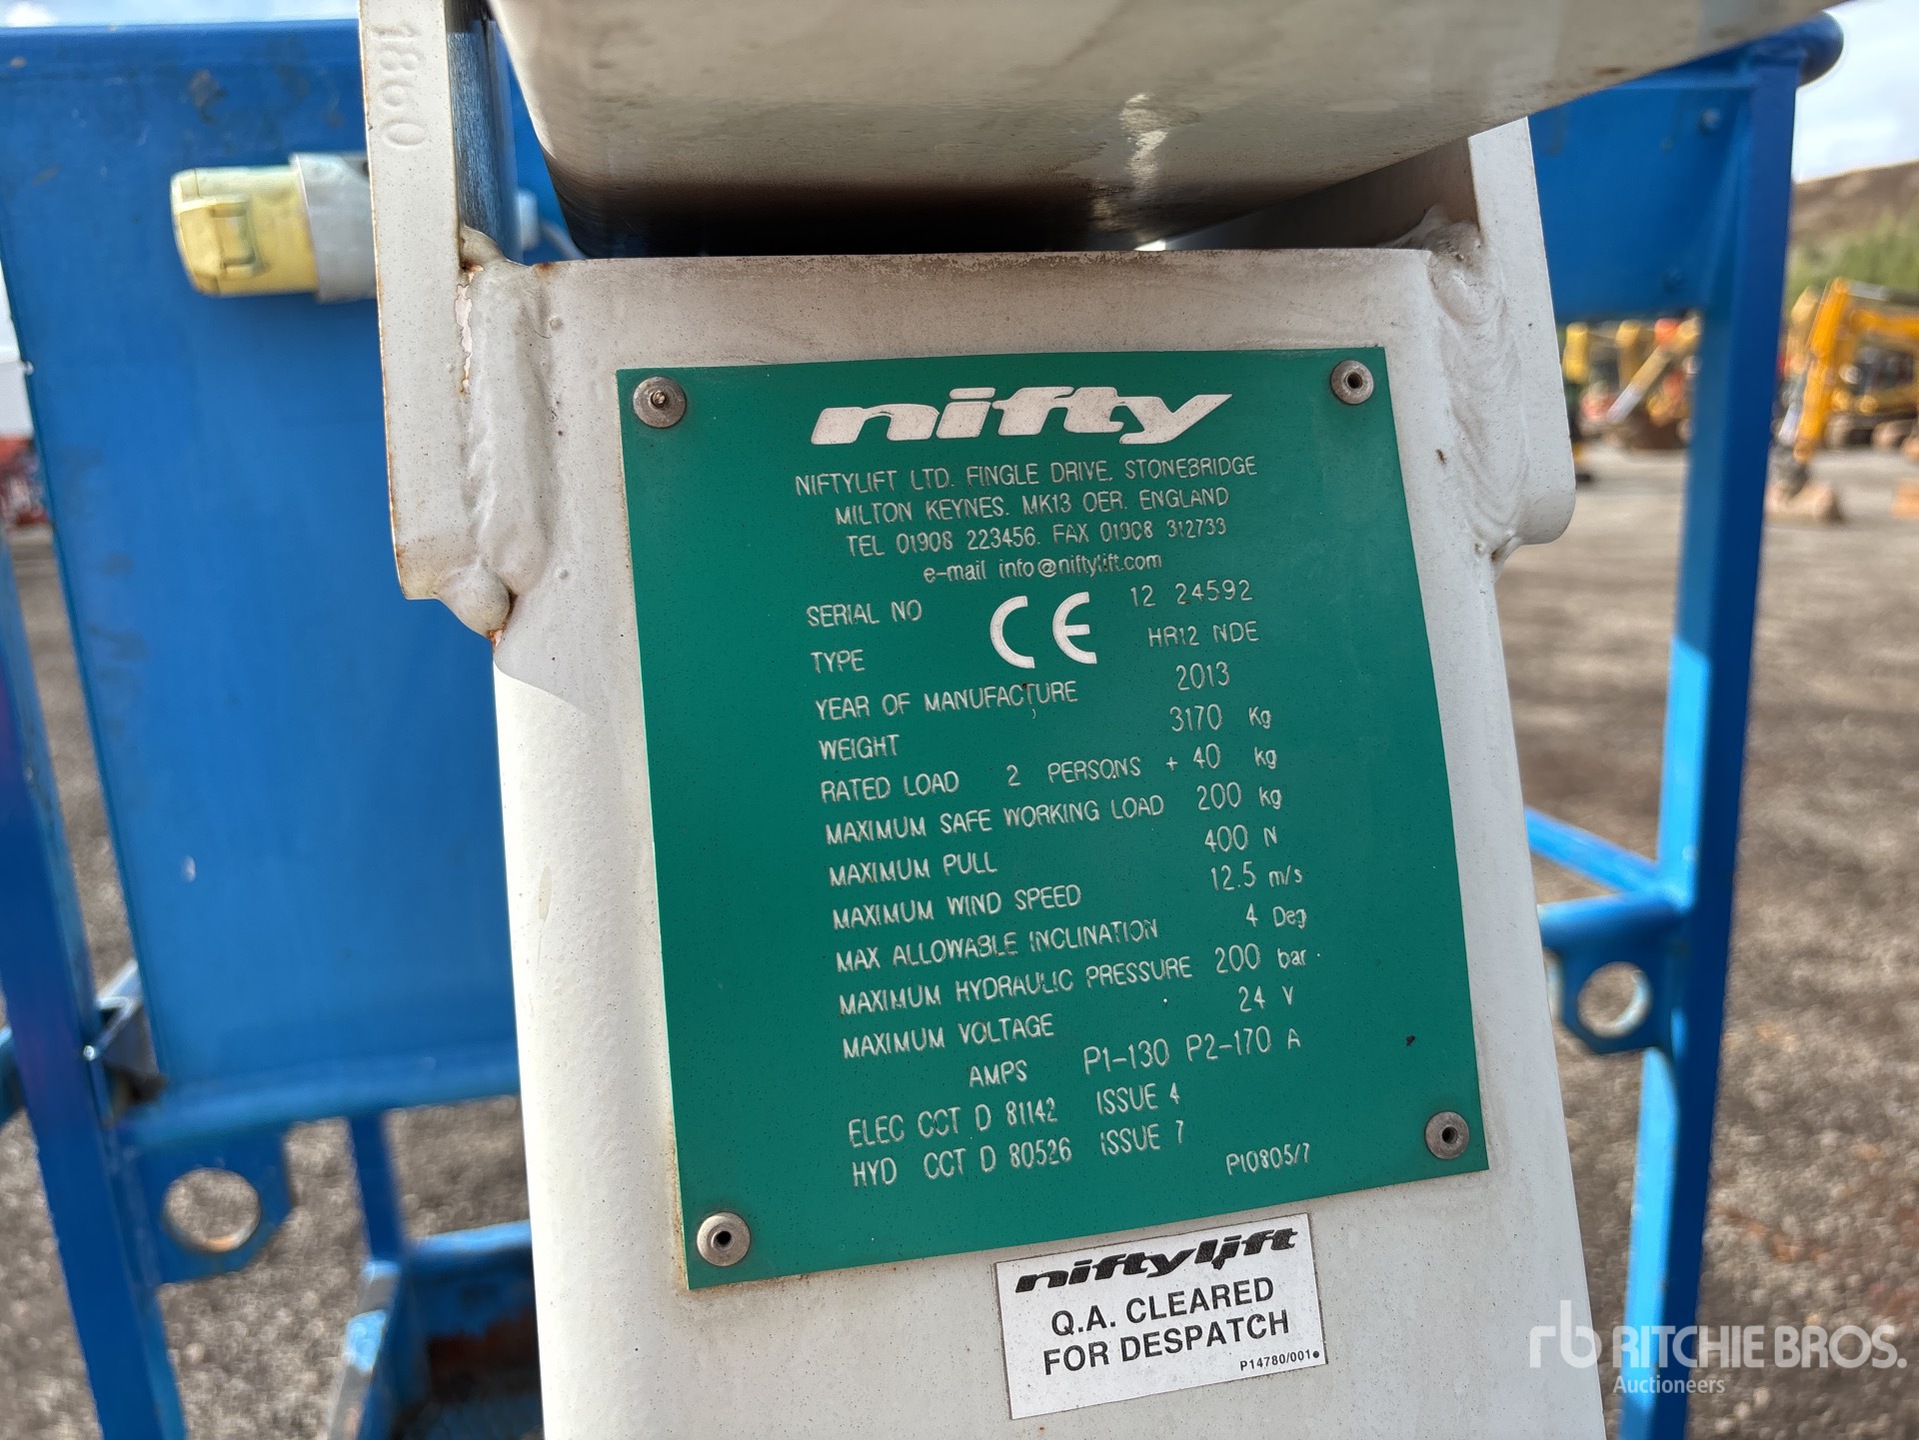 1860
nifty
NIFTYLIFT LTD. FINGLE DRIVE. STONEBRIDGE
MILTON KEYNES. MK13 OER. ENGLAND
TEL 01908 223456. FAX 01908 312733
e-mail info@niftylift.com
SERIAL NO CE 12 24592
TYPE HR12 NDE
YEAR OF MANUFACTURE 2013
WEIGHT 3170 Kg
RATED LOAD 2 PERSONS + 40 kg
MAXIMUM SAFE WORKING LOAD 200 kg
MAXIMUM PULL 400 N
MAXIMUM WIND SPEED 12.5 m/s
MAX ALLOWABLE INCLINATION 4 Deg
MAXIMUM HYDRAULIC PRESSURE 200 bar
MAXIMUM VOLTAGE 24 V
AMPS P1-130 P2-170 A
ELEC CCT D 81142 ISSUE 4
HYD CCT D 80526 ISSUE 7
P10805/7
niftylift
Q.A. CLEARED
FOR DESPATCH
P14780/001
rb RITCHIE BROS.
Auctioneers